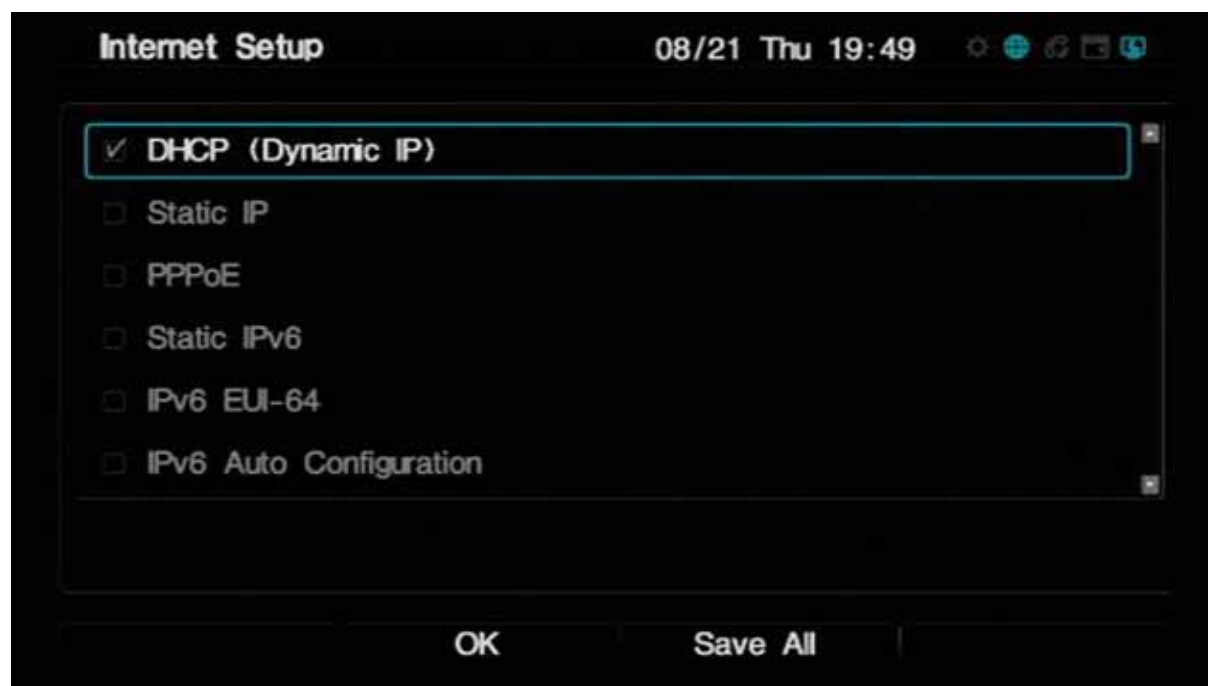 Internet Setup 08/21 Thu 19:49
DHCP (Dynamic IP)
Static IP
PPPoE
Static IPv6
IPv6 EUI-64
IPv6 Auto Configuration
OK Save All